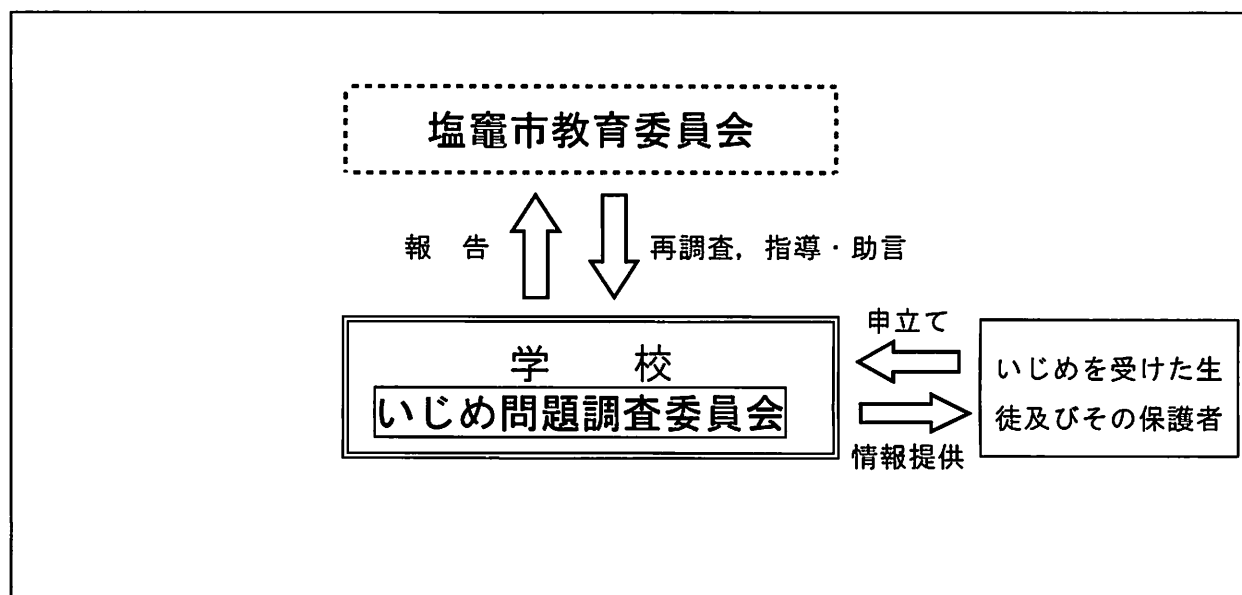 塩竈市教育委員会
報　告
再調査，指導・助言
申立て
学　　校
いじめ問題調査委員会
いじめを受けた生
徒及びその保護者
情報提供